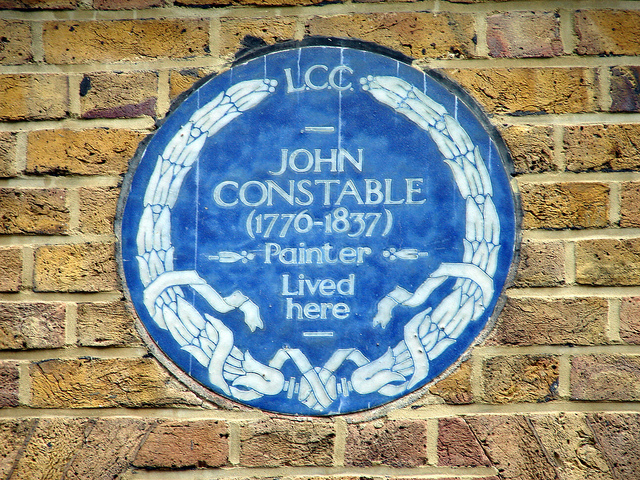 L.C.C.
JOHN
CONSTABLE
(1776-1837)
Painter
Lived
here